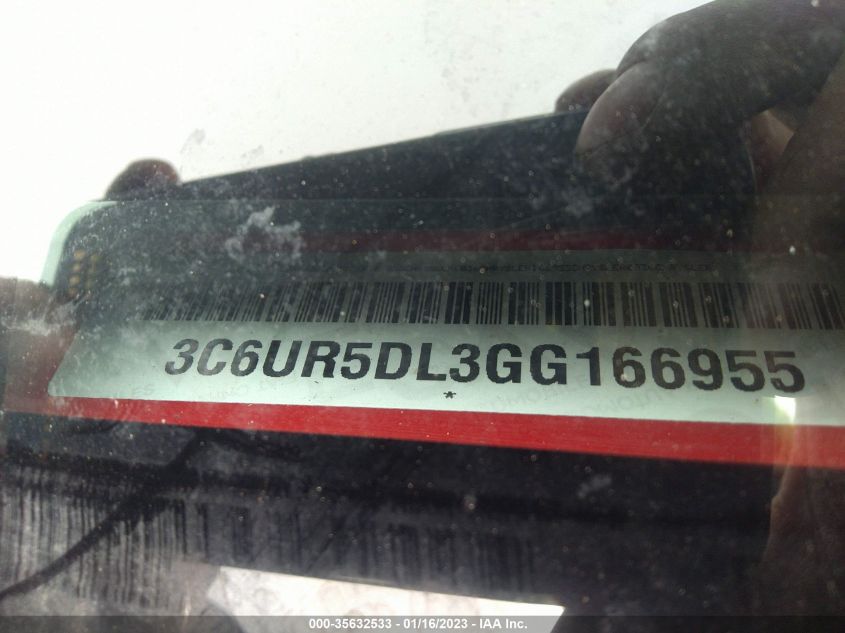 3C6UR5DL3GG166955
*
000-35632533 - 01/16/2023 - IAA Inc.